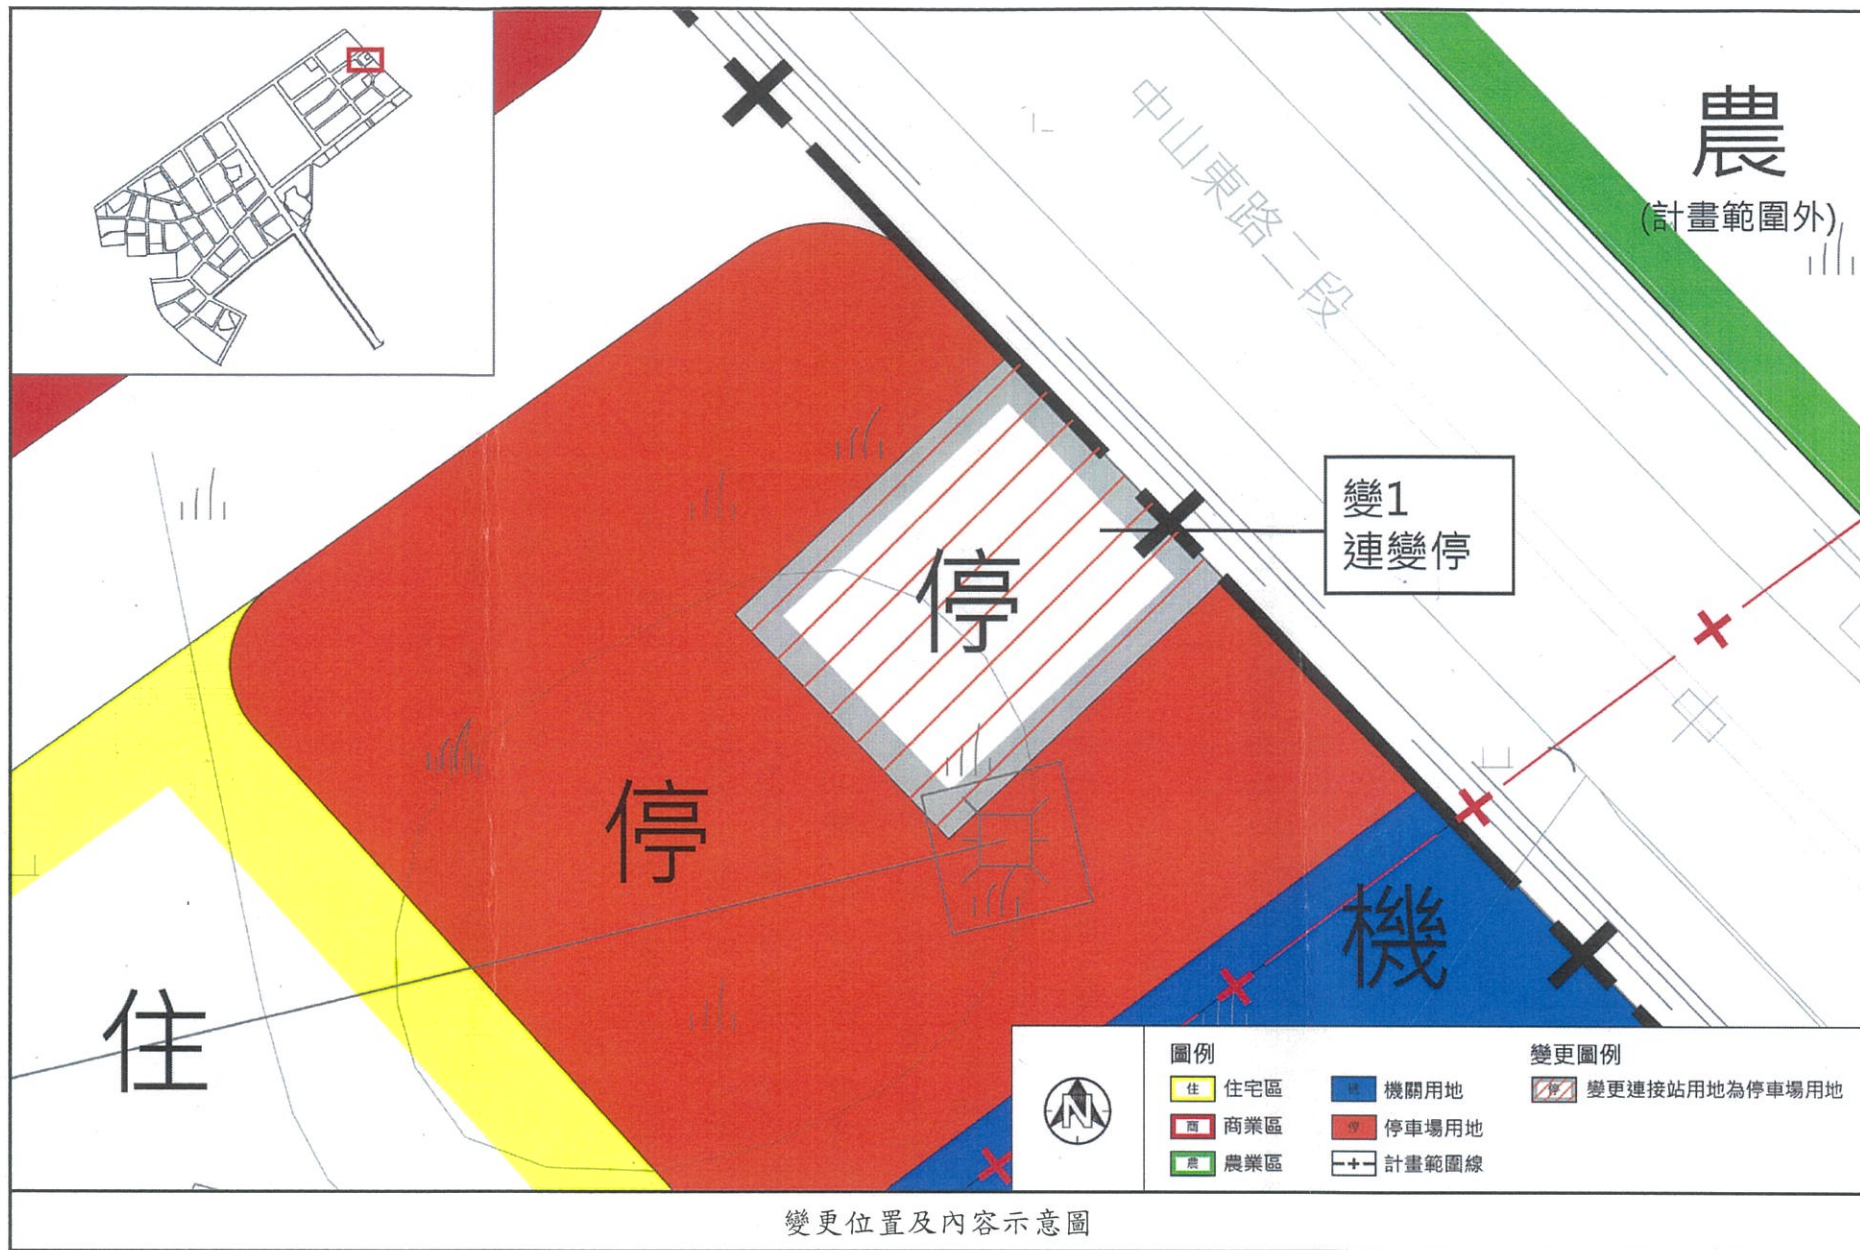 農
(計畫範圍外)
中山東路二段
變1
連變停
停
停
中
機
住
N
圖例
住 住宅區
商 商業區
農 農業區
機 機關用地
停 停車場用地
計畫範圍線
變更圖例
停 變更連接站用地為停車場用地
變更位置及內容示意圖